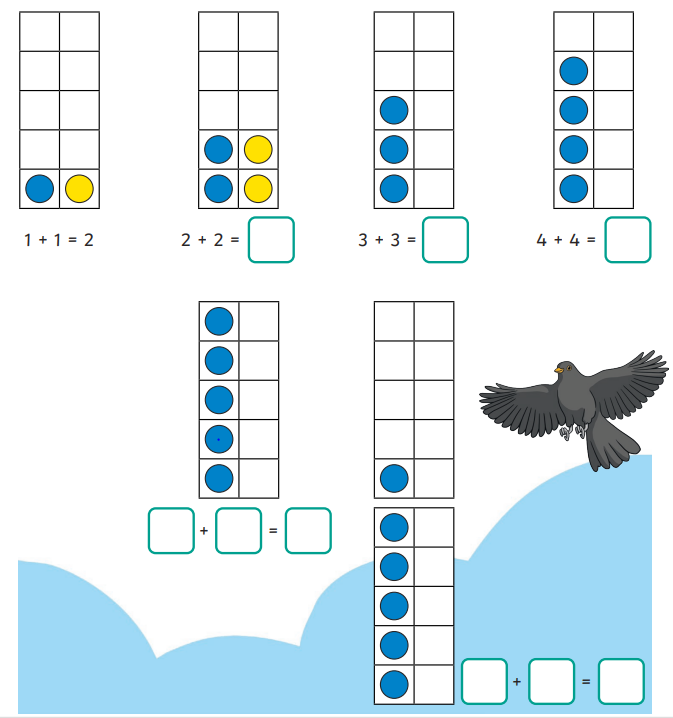 1 + 1 = 2
2 + 2 =
3 + 3 =
4 + 4 =
+ =
+ =